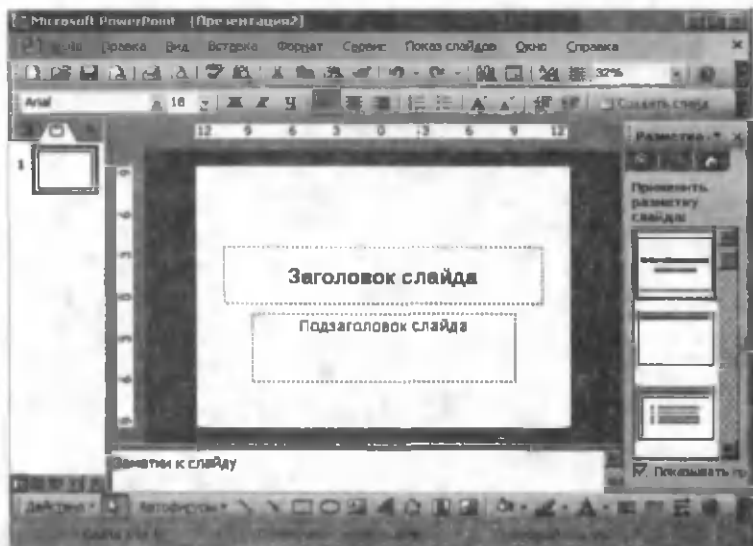 Microsoft PowerPoint - [Презентация2]
Файл Правка Вид Вставка Формат Сервис Показ слайдов Окно Справка
32%
Arial 18 Ж К Ч Создать слайд
12 9 6 3 0 3 6 9 12
Разметка
1
Применить
разметку
слайда:
Заголовок слайда
Подзаголовок слайда
Заметки к слайду
Показывать пр
Действия Автофигуры